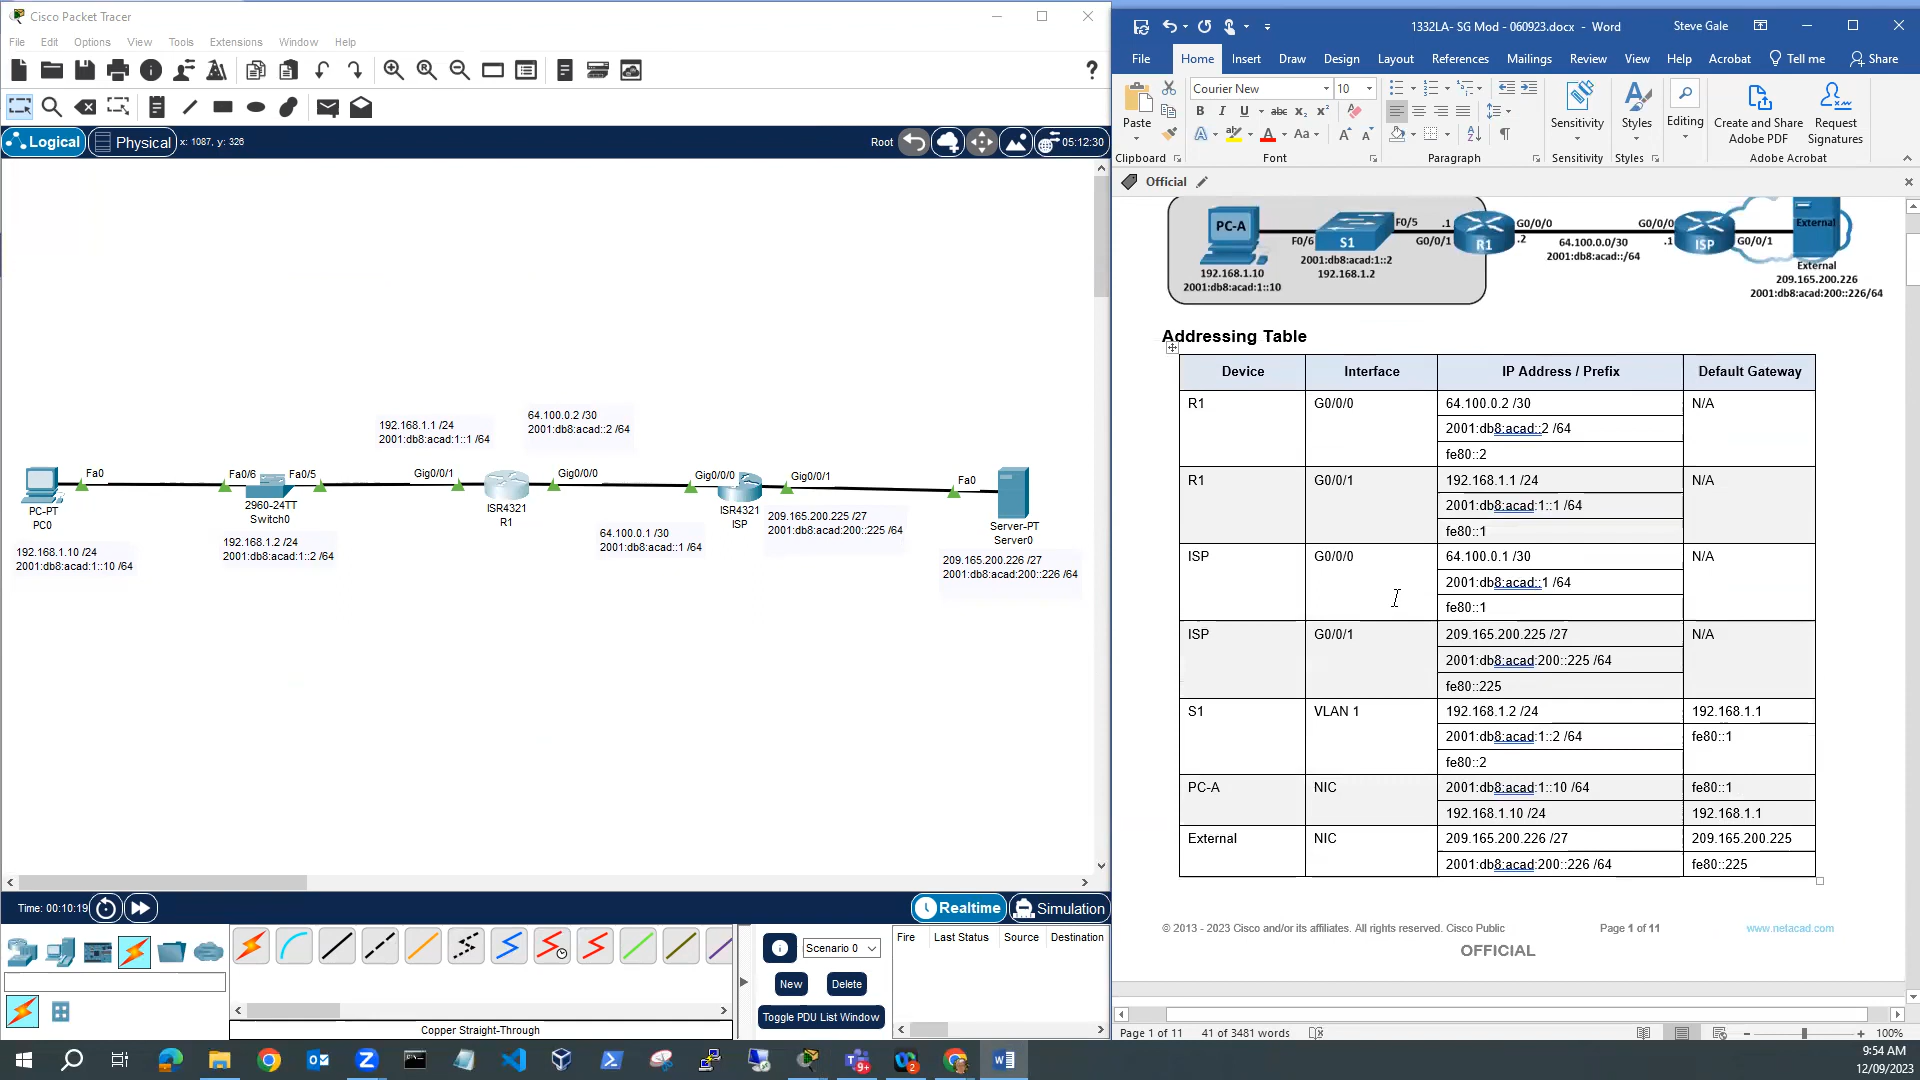 Cisco Packet Tracer
File Edit Options View Tools Extensions Window Help
Logical
Physical
x: 1087, y: 326
Root
05:12:30
192.168.1.1 /24
2001:db8:acad:1::1 /64
64.100.0.2 /30
2001:db8:acad::2 /64
Fa0
Fa0/6
Fa0/5
Gig0/0/1
Gig0/0/0
Gig0/0/0
Gig0/0/1
Fa0
PC-PT
PC0
2960-24TT
Switch0
ISR4321
R1
ISR4321
ISP
Server-PT
Server0
192.168.1.10 /24
2001:db8:acad:1::10 /64
192.168.1.2 /24
2001:db8:acad:1::2 /64
64.100.0.1 /30
2001:db8:acad::1 /64
209.165.200.225 /27
2001:db8:acad:200::225 /64
209.165.200.226 /27
2001:db8:acad:200::226 /64
Time: 00:10:19
Realtime
Simulation
Scenario 0
New
Delete
Toggle PDU List Window
Fire Last Status Source Destination
Copper Straight-Through
1332LA- SG Mod - 060923.docx - Word
Steve Gale
File Home Insert Draw Design Layout References Mailings Review View Help Acrobat Tell me Share
Paste
Courier New
10
Clipboard
Font
Paragraph
Sensitivity
Sensitivity
Styles
Styles
Editing
Create and Share
Adobe PDF
Request
Signatures
Adobe Acrobat
Official
PC-A
F0/6
S1
F0/5
.1
G0/0/1
R1
G0/0/0
.2
64.100.0.0/30
2001:db8:acad::/64
G0/0/0
.1
ISP
G0/0/1
External
External
2001:db8:acad:1::2
192.168.1.2
192.168.1.10
2001:db8:acad:1::10
209.165.200.226
2001:db8:acad:200::226/64
Addressing Table
Device Interface IP Address / Prefix Default Gateway
R1 G0/0/0 64.100.0.2 /30 N/A
2001:db8:acad::2 /64
fe80::2
R1 G0/0/1 192.168.1.1 /24 N/A
2001:db8:acad:1::1 /64
fe80::1
ISP G0/0/0 64.100.0.1 /30 N/A
2001:db8:acad::1 /64
fe80::1
ISP G0/0/1 209.165.200.225 /27 N/A
2001:db8:acad:200::225 /64
fe80::225
S1 VLAN 1 192.168.1.2 /24 192.168.1.1
2001:db8:acad:1::2 /64 fe80::1
fe80::2
PC-A NIC 2001:db8:acad:1::10 /64 fe80::1
192.168.1.10 /24 192.168.1.1
External NIC 209.165.200.226 /27 209.165.200.225
2001:db8:acad:200::226 /64 fe80::225
© 2013 - 2023 Cisco and/or its affiliates. All rights reserved. Cisco Public Page 1 of 11 www.netacad.com
OFFICIAL
Page 1 of 11 41 of 3481 words
100%
9:54 AM
12/09/2023